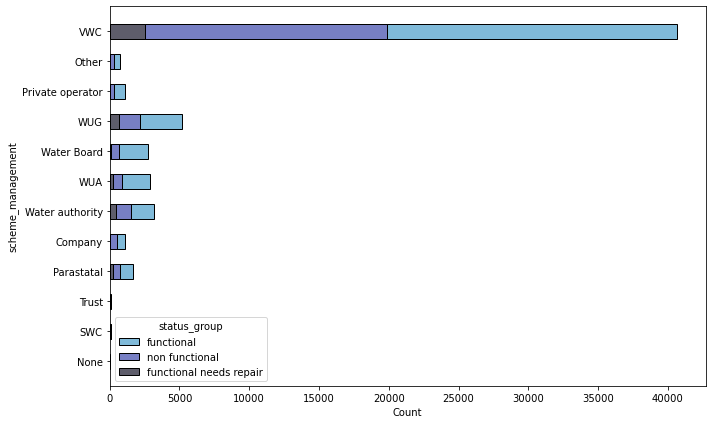 VWC
Other
Private operator
WUG
Water Board
WUA
Water authority
Company
Parastatal
Trust
SWC
None
scheme_management
status_group
functional
non functional
functional needs repair
0 5000 10000 15000 20000 25000 30000 35000 40000
Count